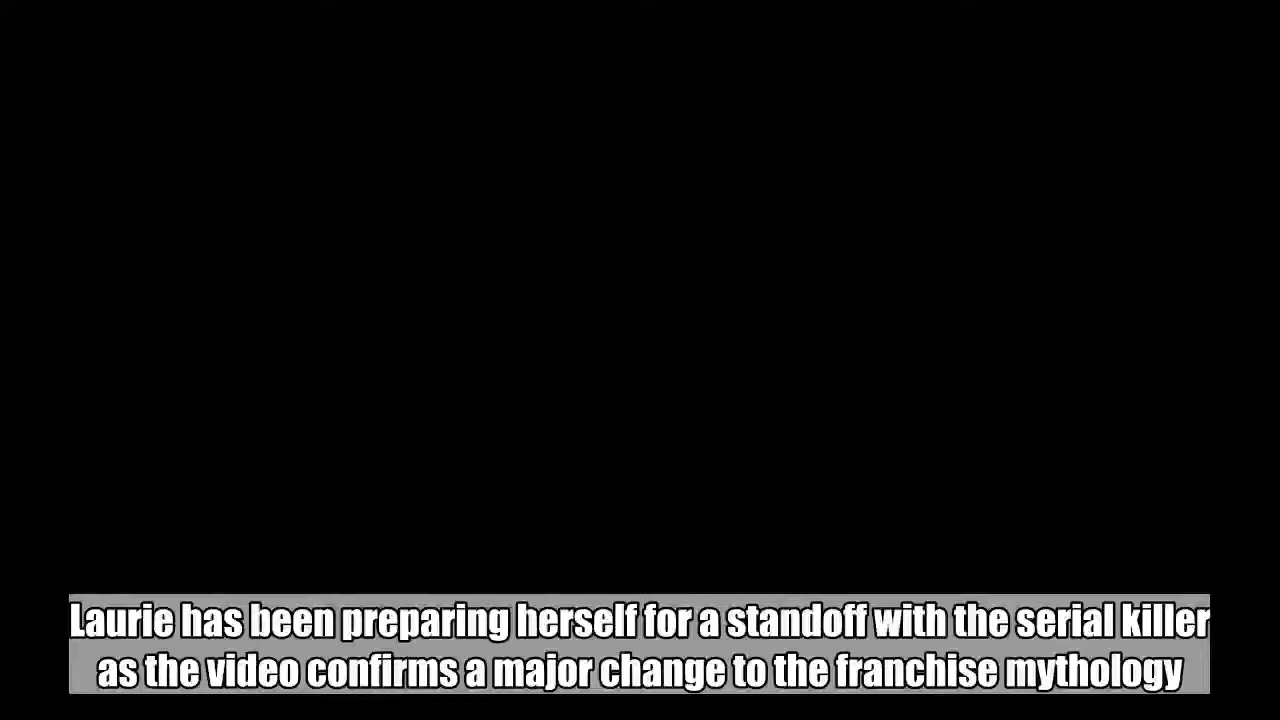 Laurie has been preparing herself for a standoff with the serial killer
as the video confirms a major change to the franchise mythology